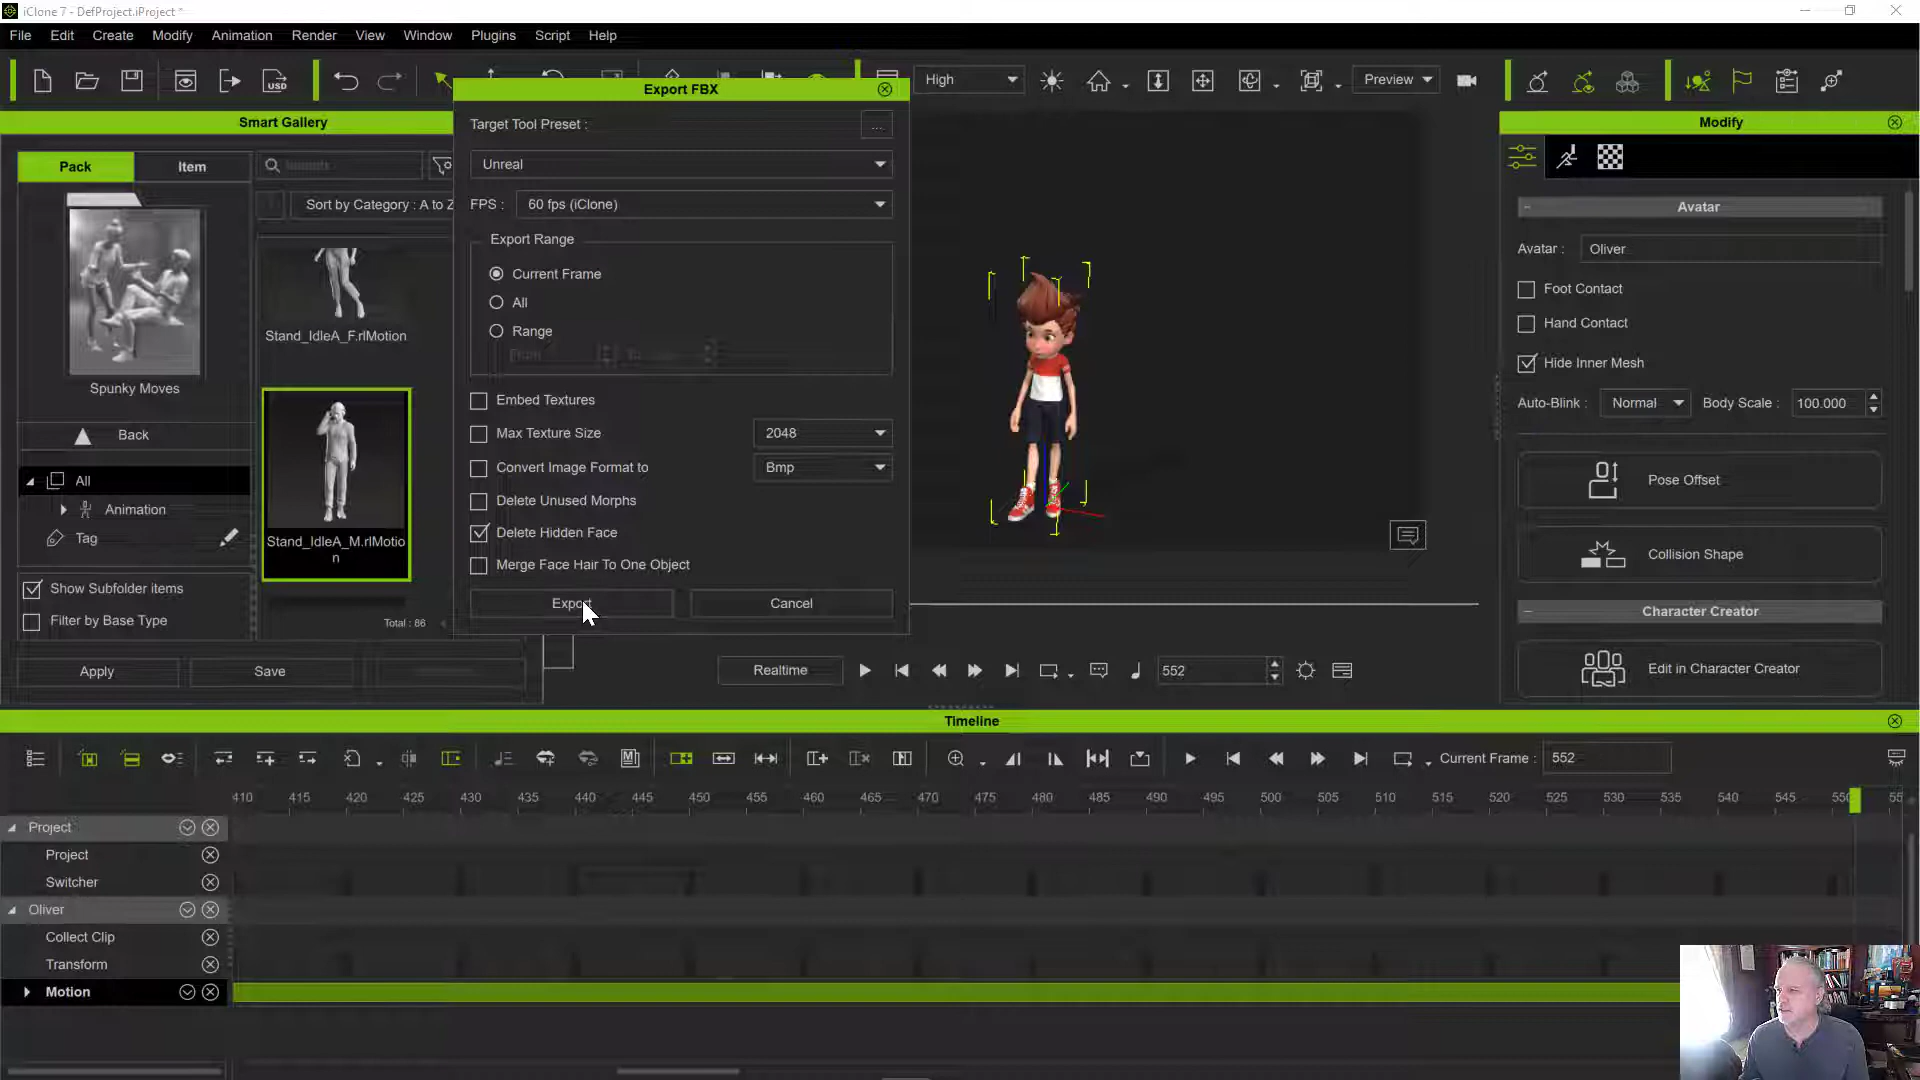 iClone 7 - DefProject.iProject *
File Edit Create Modify Animation Render View Window Plugins Script Help
USD
High
Preview
Smart Gallery
Pack
Item
Sort by Category : A to Z
Stand_IdleA_F.rlMotion
Spunky Moves
Stand_IdleA_M.rlMotio
n
Back
All
Animation
Tag
Show Subfolder items
Filter by Base Type
Total : 86
Apply
Save
Export FBX
Target Tool Preset :
...
Unreal
FPS :
60 fps (iClone)
Export Range
Current Frame
All
Range
Embed Textures
Max Texture Size
2048
Convert Image Format to
Bmp
Delete Unused Morphs
Delete Hidden Face
Merge Face Hair To One Object
Export
Cancel
Realtime
552
Modify
Avatar
Avatar :
Oliver
Foot Contact
Hand Contact
Hide Inner Mesh
Auto-Blink :
Normal
Body Scale :
100.000
Pose Offset
Collision Shape
Character Creator
Edit in Character Creator
Timeline
Current Frame :
552
410 415 420 425 430 435 440 445 450 455 460 465 470 475 480 485 490 495 500 505 510 515 520 525 530 535 540 545 550 55
Project
Project
Switcher
Oliver
Collect Clip
Transform
Motion